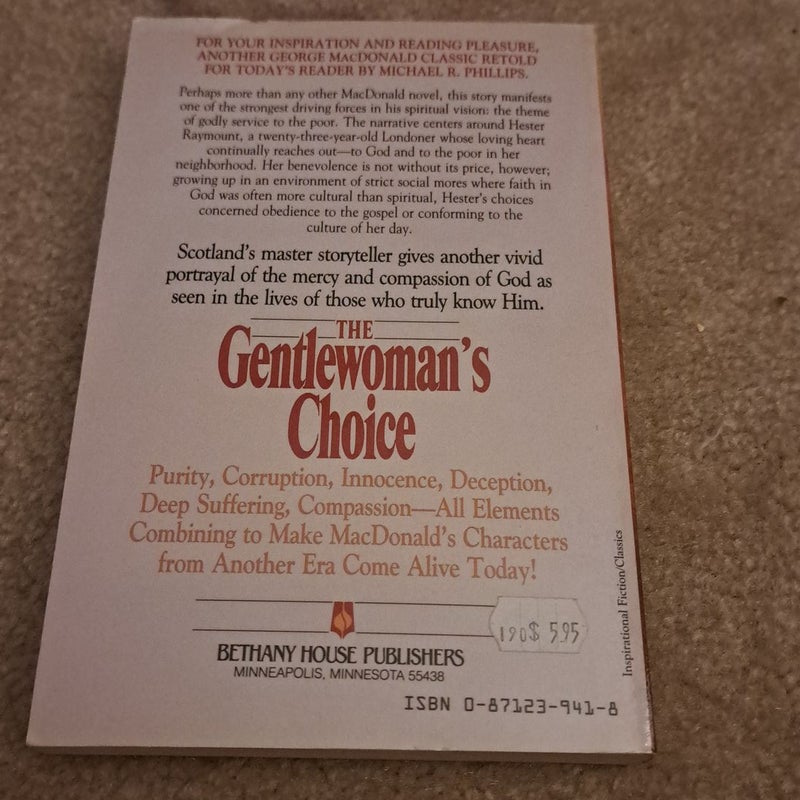 FOR YOUR INSPIRATION AND READING PLEASURE,
ANOTHER GEORGE MACDONALD CLASSIC RETOLD
FOR TODAY'S READER BY MICHAEL R. PHILLIPS.
Perhaps more than any other MacDonald novel, this story manifests
one of the strongest driving forces in his spiritual vision: the theme
of godly service to the poor. The narrative centers around Hester
Raymount, a twenty-three-year-old Londoner whose loving heart
continually reaches out—to God and to the poor in her
neighborhood. Her benevolence is not without its price, however;
growing up in an environment of strict social mores where faith in
God was often more cultural than spiritual, Hester's choices
concerned obedience to the gospel or conforming to the
culture of her day.
Scotland's master storyteller gives another vivid
portrayal of the mercy and compassion of God as
seen in the lives of those who truly know Him.
THE
Gentlewoman's
Choice
Purity, Corruption, Innocence, Deception,
Deep Suffering, Compassion—All Elements
Combining to Make MacDonald's Characters
from Another Era Come Alive Today!
190$ 5.95
BETHANY HOUSE PUBLISHERS
MINNEAPOLIS, MINNESOTA 55438
ISBN 0-87123-941-8
Inspirational Fiction/Classics